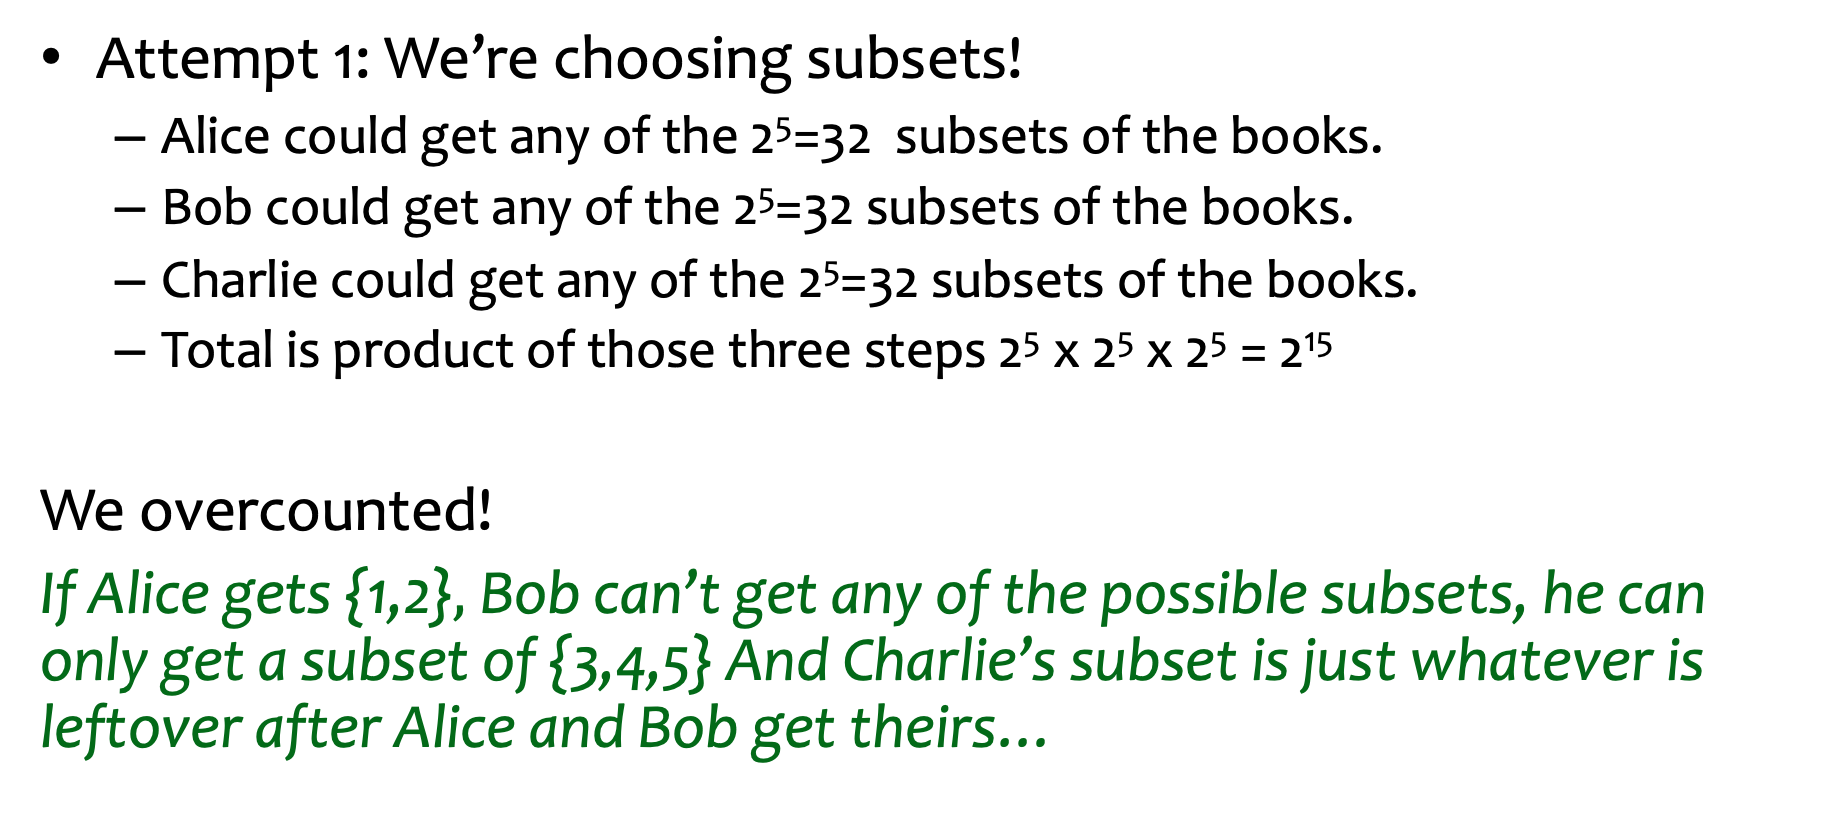 • Attempt 1: We're choosing subsets!
– Alice could get any of the 2⁵=32  subsets of the books.
– Bob could get any of the 2⁵=32 subsets of the books.
– Charlie could get any of the 2⁵=32 subsets of the books.
– Total is product of those three steps 2⁵ x 2⁵ x 2⁵ = 2¹⁵
We overcounted!
If Alice gets {1,2}, Bob can't get any of the possible subsets, he can
only get a subset of {3,4,5} And Charlie's subset is just whatever is
leftover after Alice and Bob get theirs...